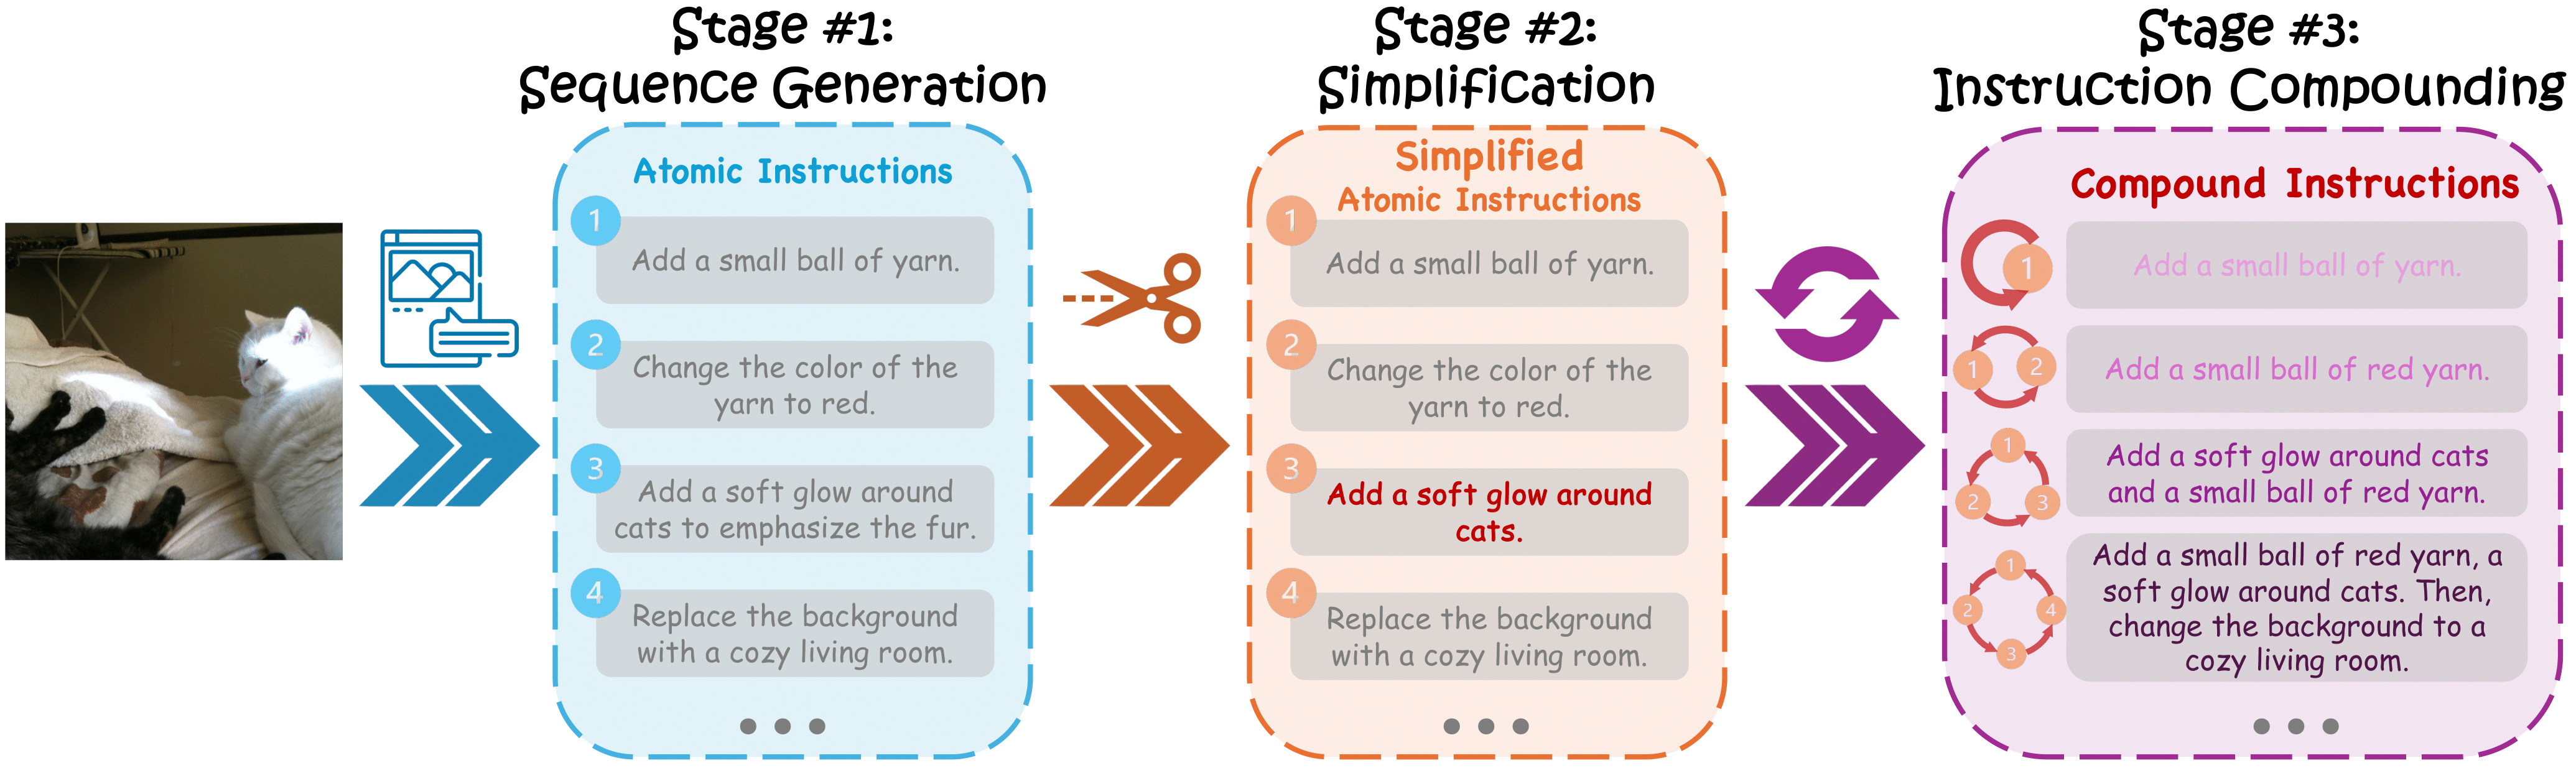 Stage #1:
Sequence Generation
Atomic Instructions
1
Add a small ball of yarn.
2
Change the color of the
yarn to red.
3
Add a soft glow around
cats to emphasize the fur.
4
Replace the background
with a cozy living room.
Stage #2:
Simplification
Simplified
Atomic Instructions
1
Add a small ball of yarn.
2
Change the color of the
yarn to red.
3
Add a soft glow around
cats.
4
Replace the background
with a cozy living room.
Stage #3:
Instruction Compounding
Compound Instructions
1
Add a small ball of yarn.
1 2
Add a small ball of red yarn.
1
2 3
Add a soft glow around cats
and a small ball of red yarn.
1
2 4
3
Add a small ball of red yarn, a
soft glow around cats. Then,
change the background to a
cozy living room.